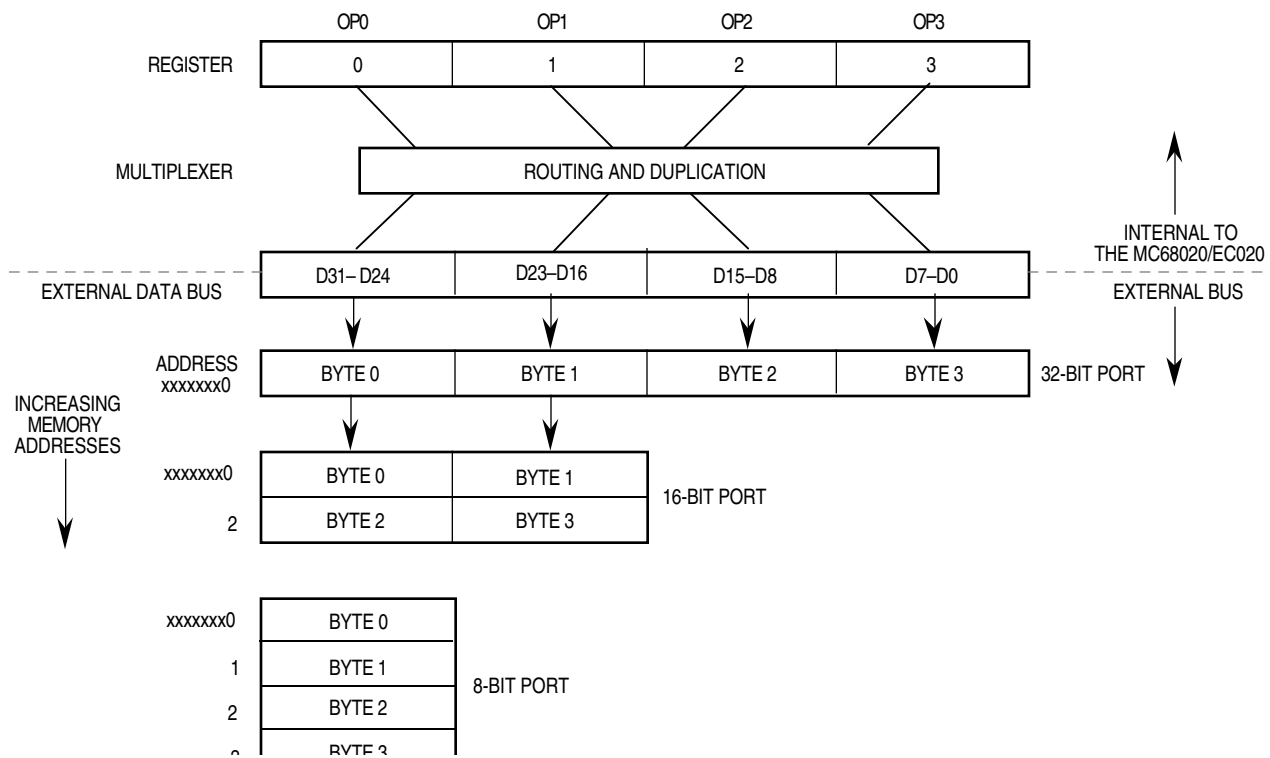 OP0 OP1 OP2 OP3
REGISTER 0 1 2 3
MULTIPLEXER ROUTING AND DUPLICATION
INTERNAL TO
THE MC68020/EC020
D31– D24 D23–D16 D15–D8 D7–D0
EXTERNAL DATA BUS EXTERNAL BUS
ADDRESS
xxxxxxx0 BYTE 0 BYTE 1 BYTE 2 BYTE 3 32-BIT PORT
INCREASING
MEMORY
ADDRESSES
xxxxxxx0 BYTE 0 BYTE 1
16-BIT PORT
2 BYTE 2 BYTE 3
xxxxxxx0 BYTE 0
1 BYTE 1
8-BIT PORT
2 BYTE 2
BYTE 3